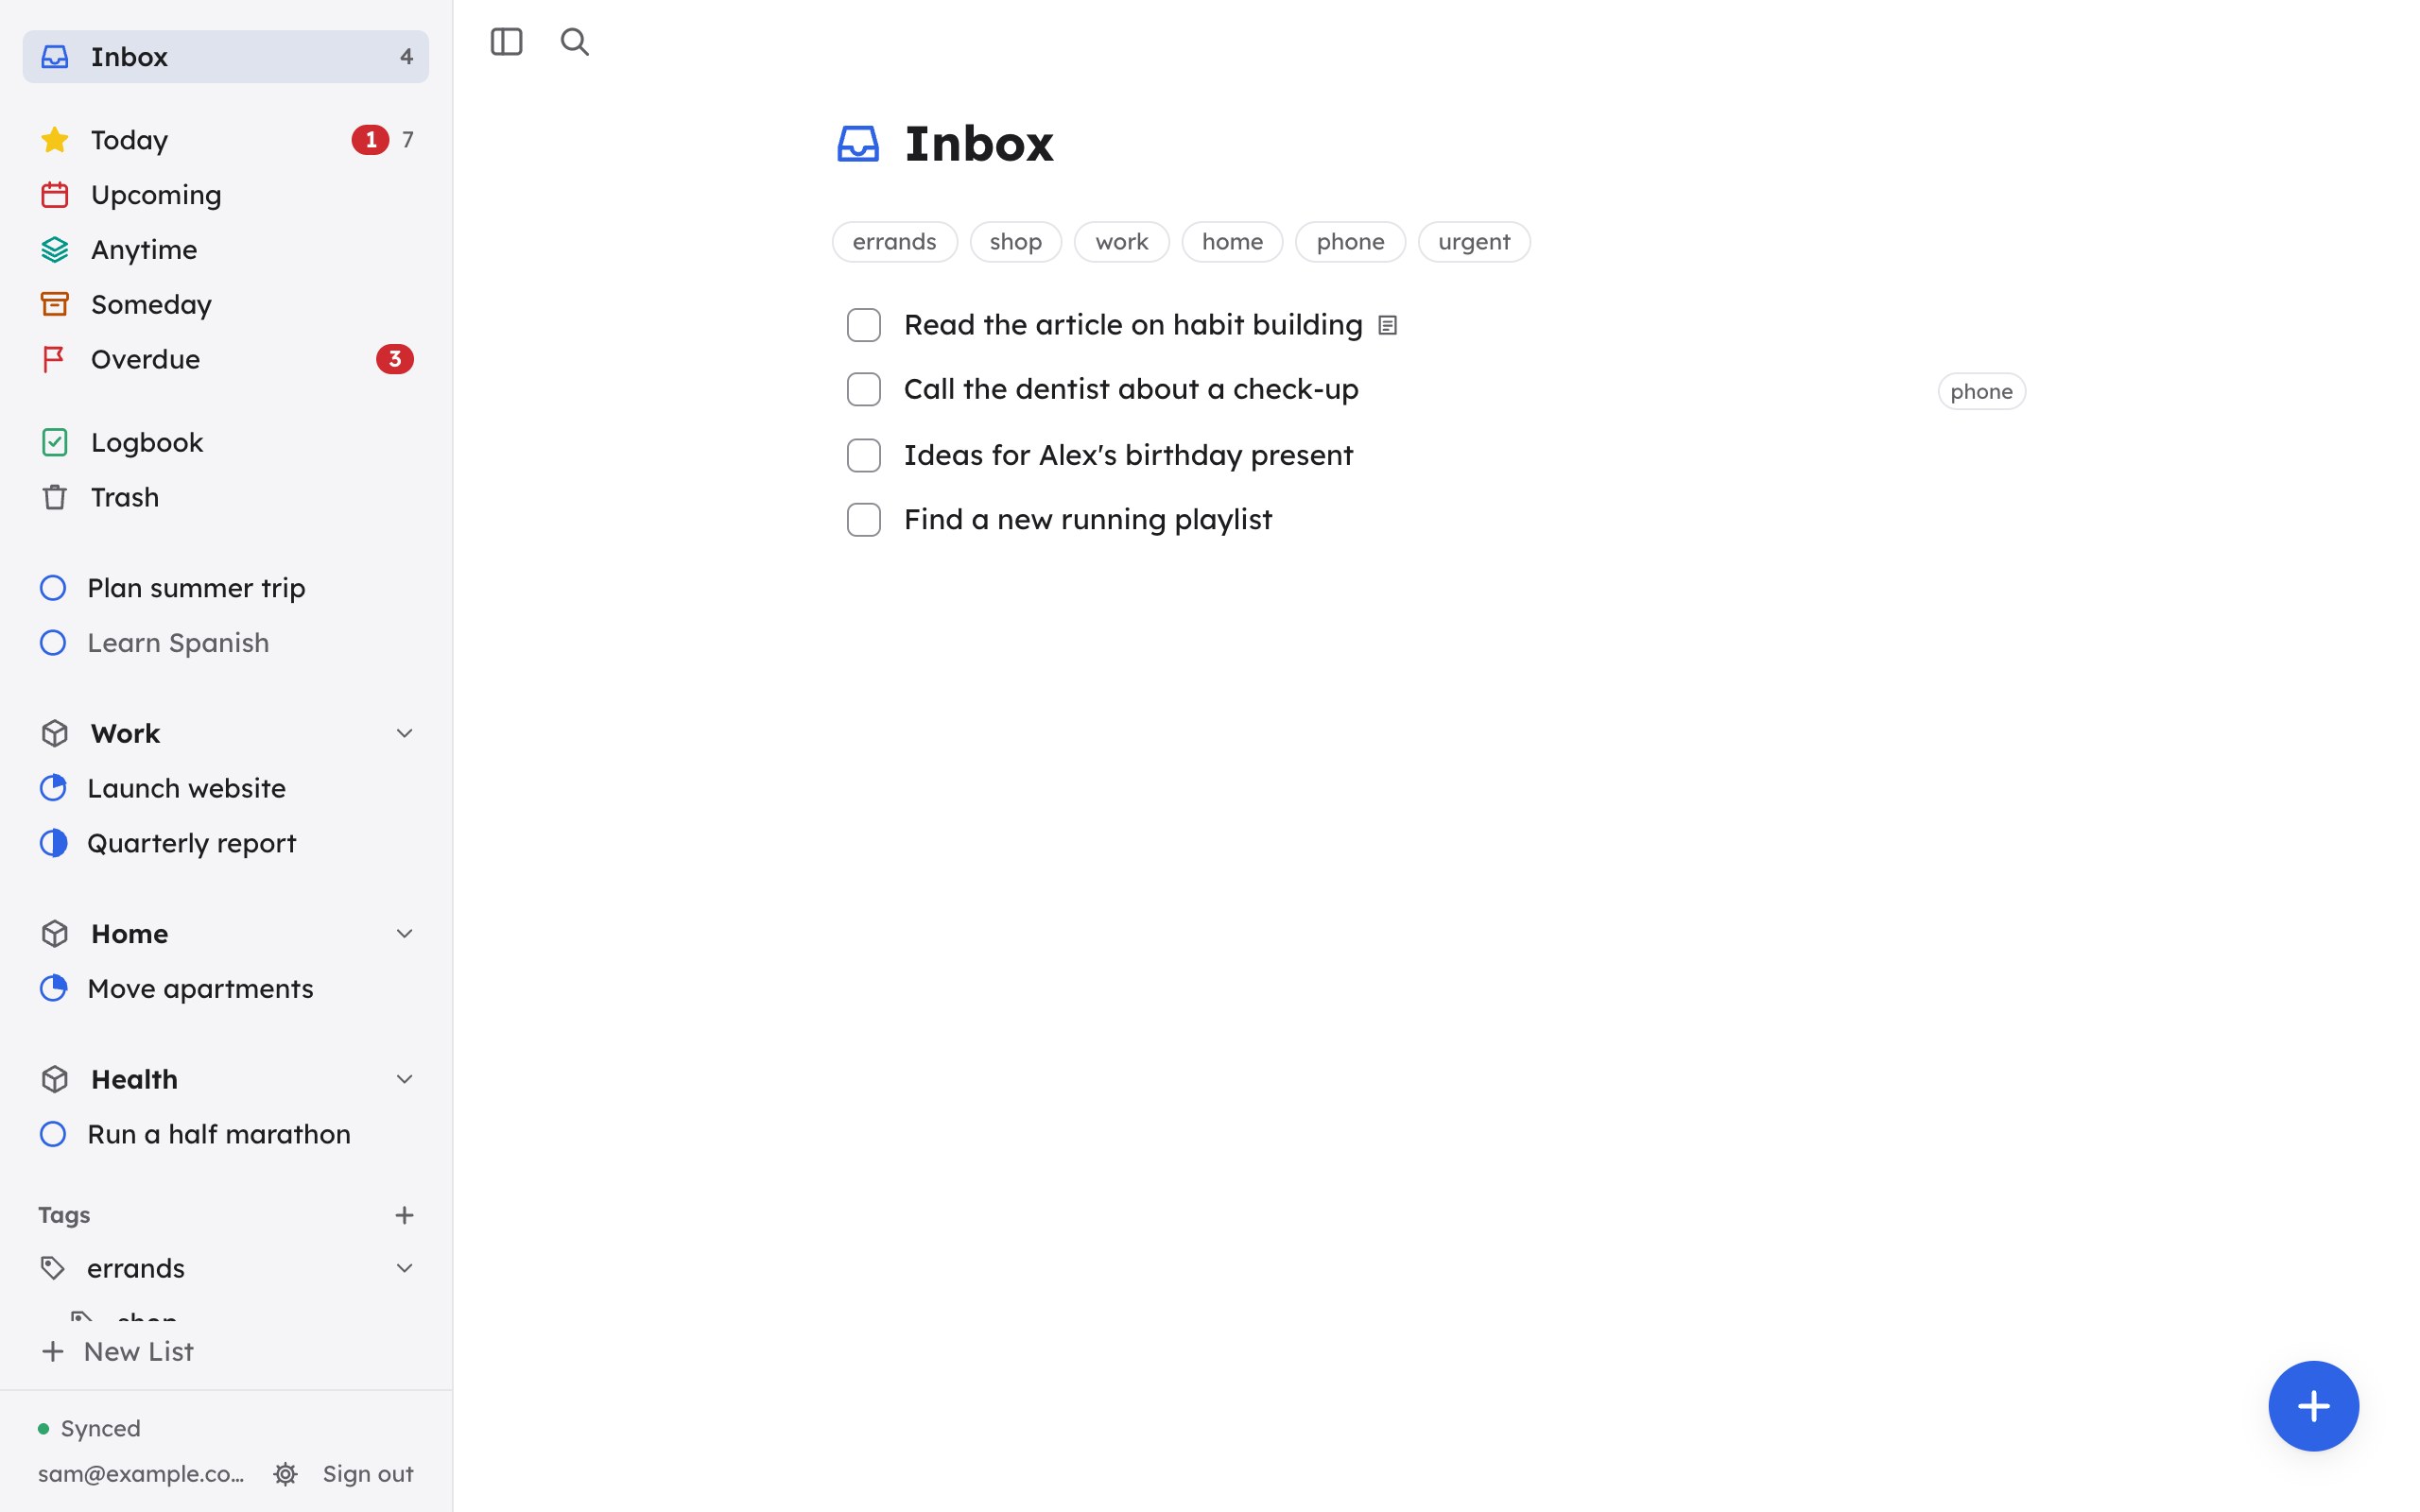 Inbox 4
Today 1 7
Upcoming
Anytime
Someday
Overdue 3
Logbook
Trash
Plan summer trip
Learn Spanish
Work
Launch website
Quarterly report
Home
Move apartments
Health
Run a half marathon
Tags
errands
shop
New List
Synced
sam@example.co...
Sign out
Inbox
errands shop work home phone urgent
Read the article on habit building
Call the dentist about a check-up phone
Ideas for Alex's birthday present
Find a new running playlist